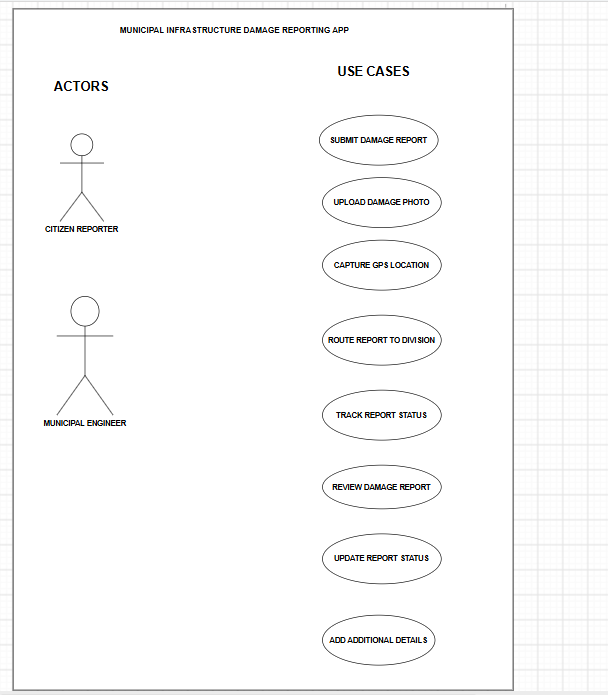 MUNICIPAL INFRASTRUCTURE DAMAGE REPORTING APP
USE CASES
ACTORS
SUBMIT DAMAGE REPORT
UPLOAD DAMAGE PHOTO
CITIZEN REPORTER
CAPTURE GPS LOCATION
ROUTE REPORT TO DIVISION
TRACK REPORT STATUS
MUNICIPAL ENGINEER
REVIEW DAMAGE REPORT
UPDATE REPORT STATUS
ADD ADDITIONAL DETAILS